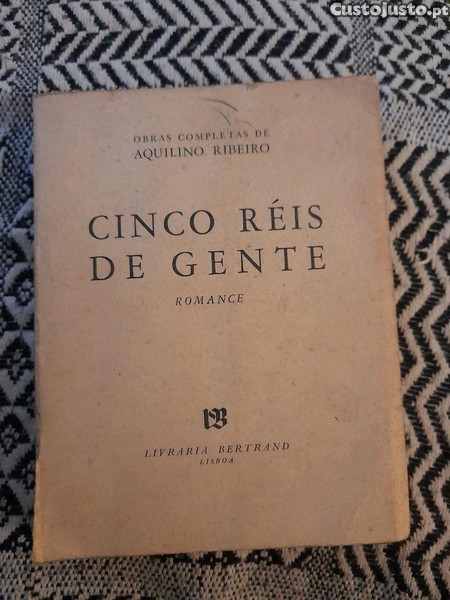 CustoJusto.pt
OBRAS COMPLETAS DE
AQUILINO RIBEIRO
CINCO RÉIS
DE GENTE
ROMANCE
LIVRARIA BERTRAND
LISBOA